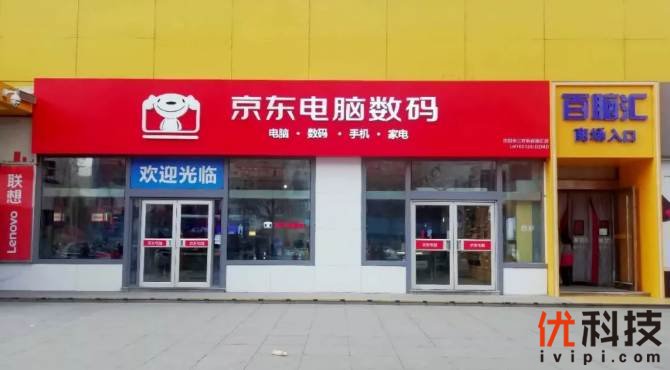 京东电脑数码
电脑 · 数码 · 手机 · 家电
欢迎光临
联想
Lenovo
百脑汇
商场入口
优科技
ivipi.com